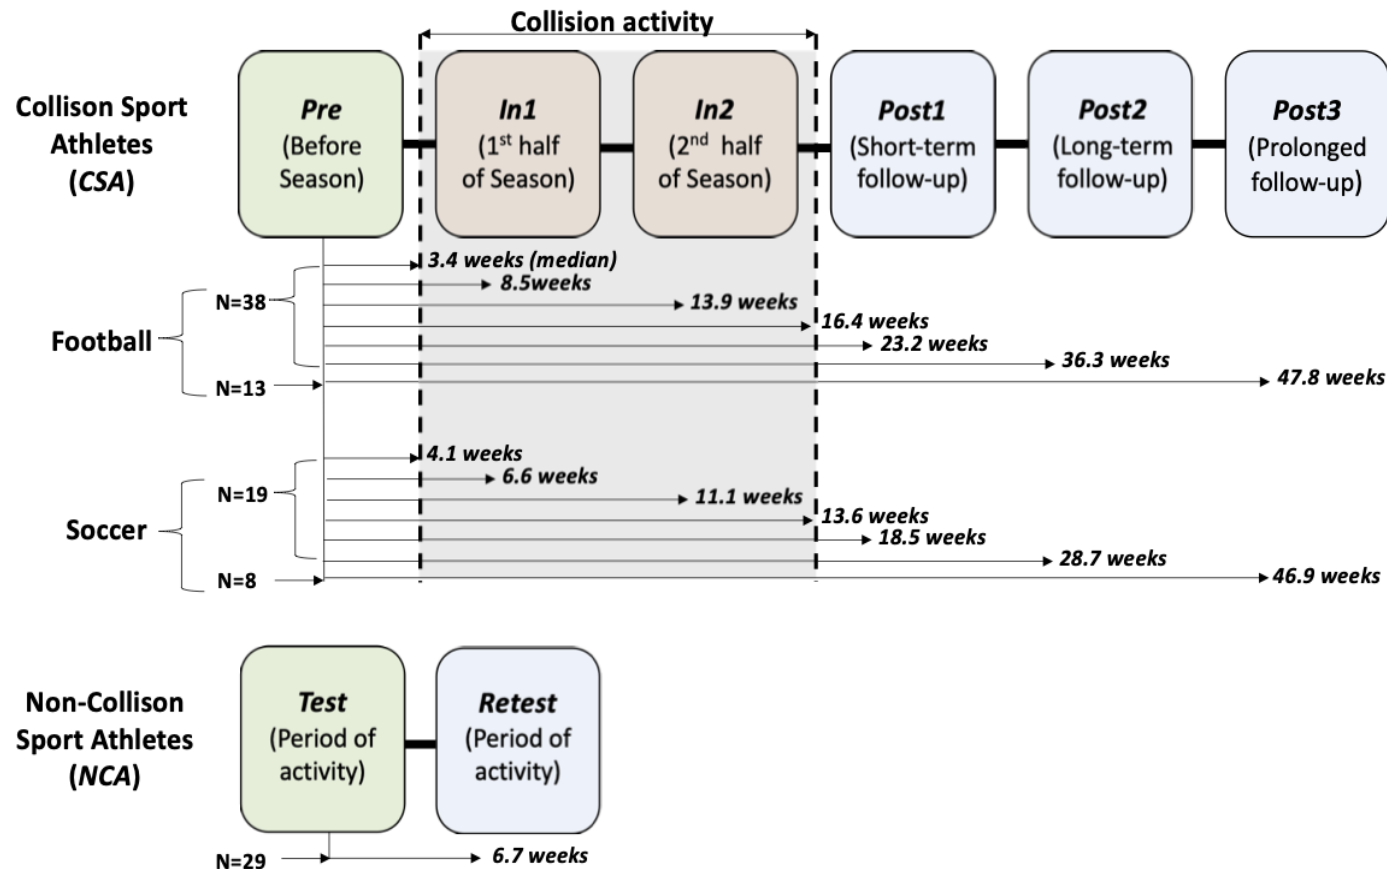 Collision activity
Collison Sport
Athletes
(CSA)
Pre
(Before
Season)
In1
(1st half
of Season)
In2
(2nd half
of Season)
Post1
(Short-term
follow-up)
Post2
(Long-term
follow-up)
Post3
(Prolonged
follow-up)
3.4 weeks (median)
8.5weeks
N=38
13.9 weeks
16.4 weeks
Football
23.2 weeks
36.3 weeks
N=13
47.8 weeks
4.1 weeks
6.6 weeks
N=19
11.1 weeks
13.6 weeks
Soccer
18.5 weeks
28.7 weeks
N=8
46.9 weeks
Non-Collison
Sport Athletes
(NCA)
Test
(Period of
activity)
Retest
(Period of
activity)
N=29
6.7 weeks